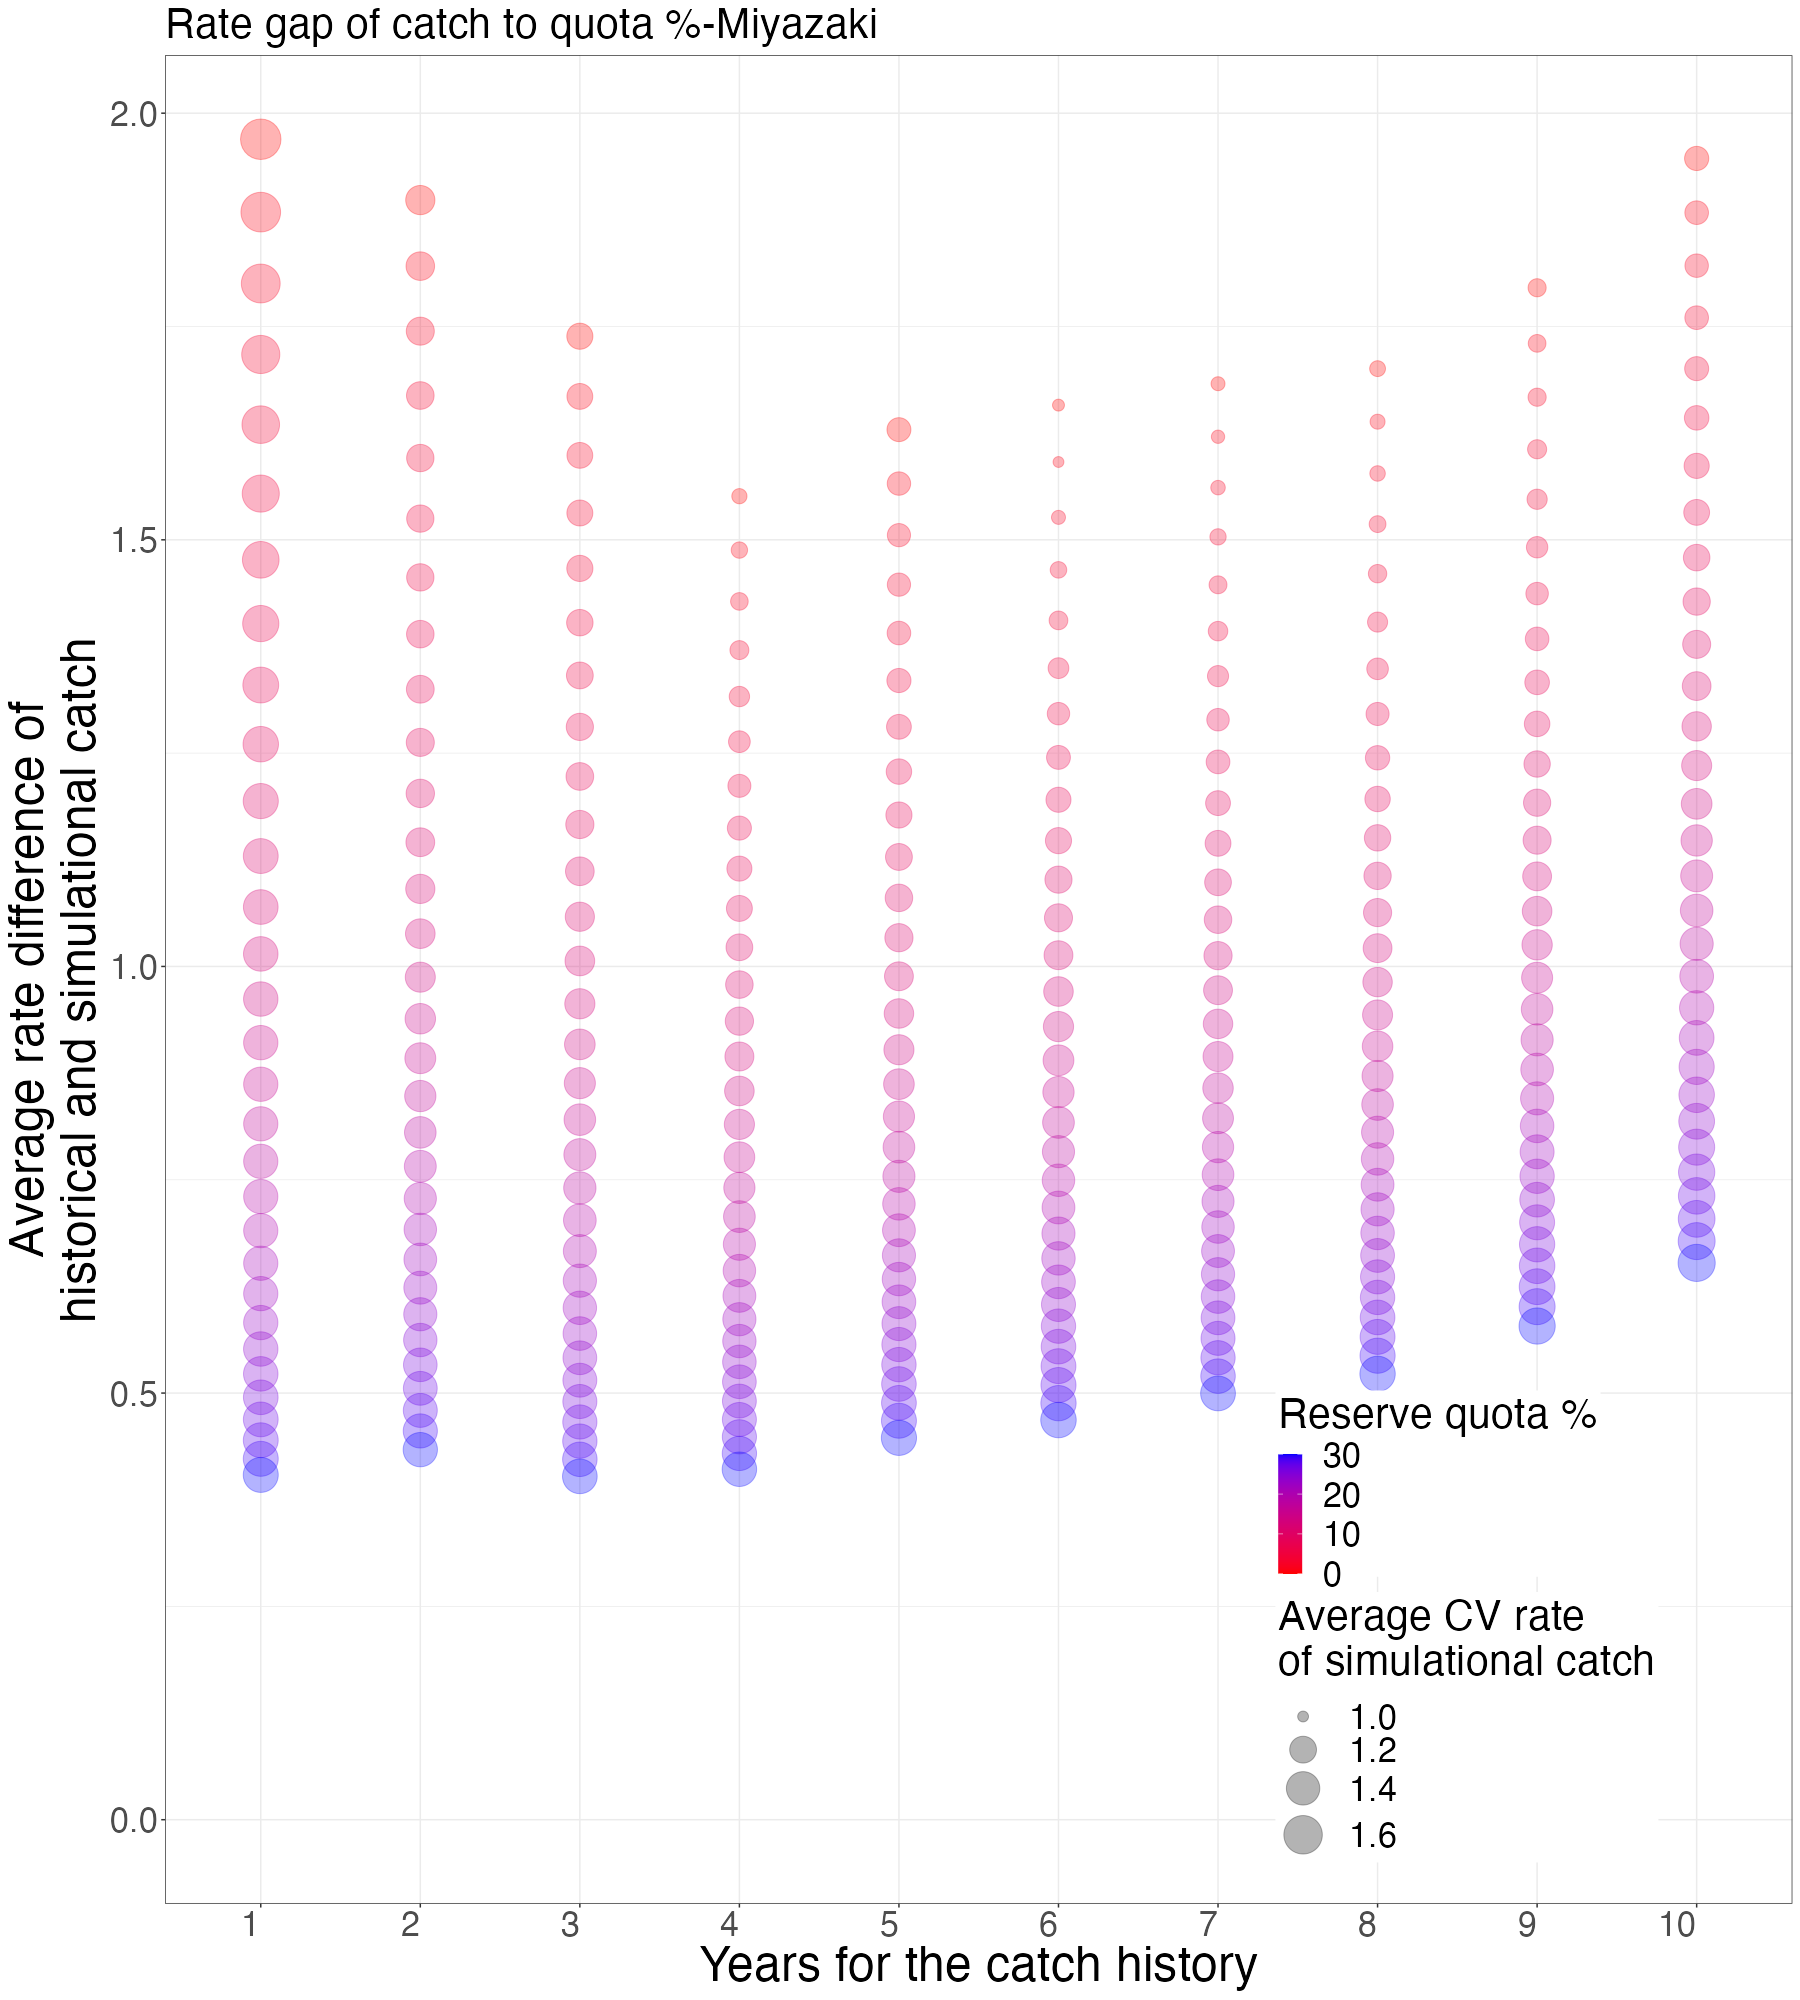 Rate gap of catch to quota %-Miyazaki
Average rate difference of
historical and simulational catch
2.0
1.5
1.0
0.5
0.0
Reserve quota %
30
20
10
0
Average CV rate
of simulational catch
1.0
1.2
1.4
1.6
1 2 3 4 5 6 7 8 9 10
Years for the catch history